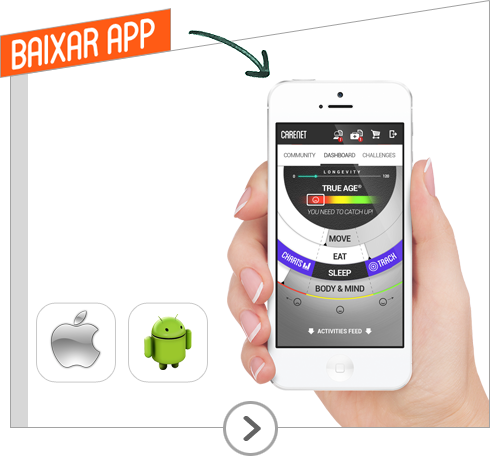 BAIXAR APP
CARENET
COMMUNITY DASHBOARD CHALLENGES
LONGEVITY
0 120
TRUE AGE®
YOU NEED TO CATCH UP!
MOVE
EAT
CHARTS TRACK
SLEEP
BODY & MIND
ACTIVITIES FEED